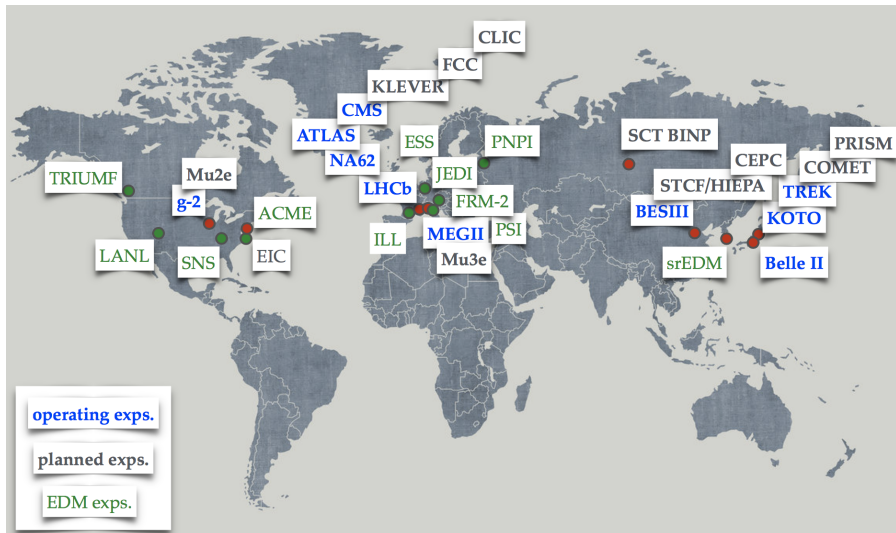 CLIC
FCC
KLEVER
CMS
ATLAS
NA62
ESS
PNPI
JEDI
LHCb
FRM-2
ILL
MEGII
PSI
Mu3e
TRIUMF
Mu2e
g-2
ACME
LANL
SNS
EIC
SCT BINP
PRISM
CEPC
COMET
STCF/HIEPA
TREK
BESIII
KOTO
srEDM
Belle II
operating exps.
planned exps.
EDM exps.